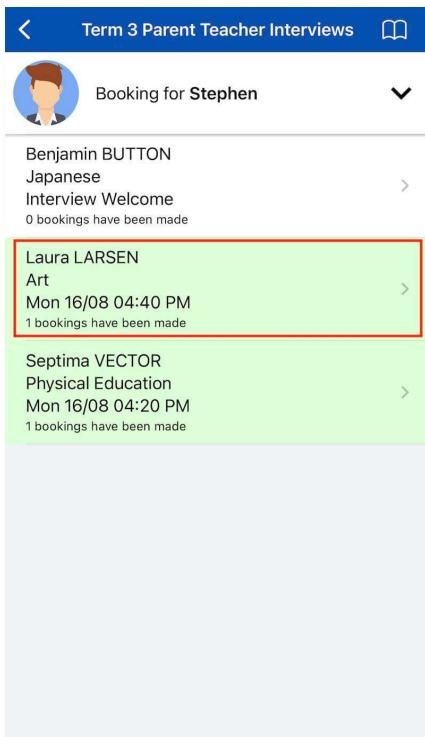 Term 3 Parent Teacher Interviews
Booking for Stephen
Benjamin BUTTON
Japanese
Interview Welcome
0 bookings have been made
Laura LARSEN
Art
Mon 16/08 04:40 PM
1 bookings have been made
Septima VECTOR
Physical Education
Mon 16/08 04:20 PM
1 bookings have been made